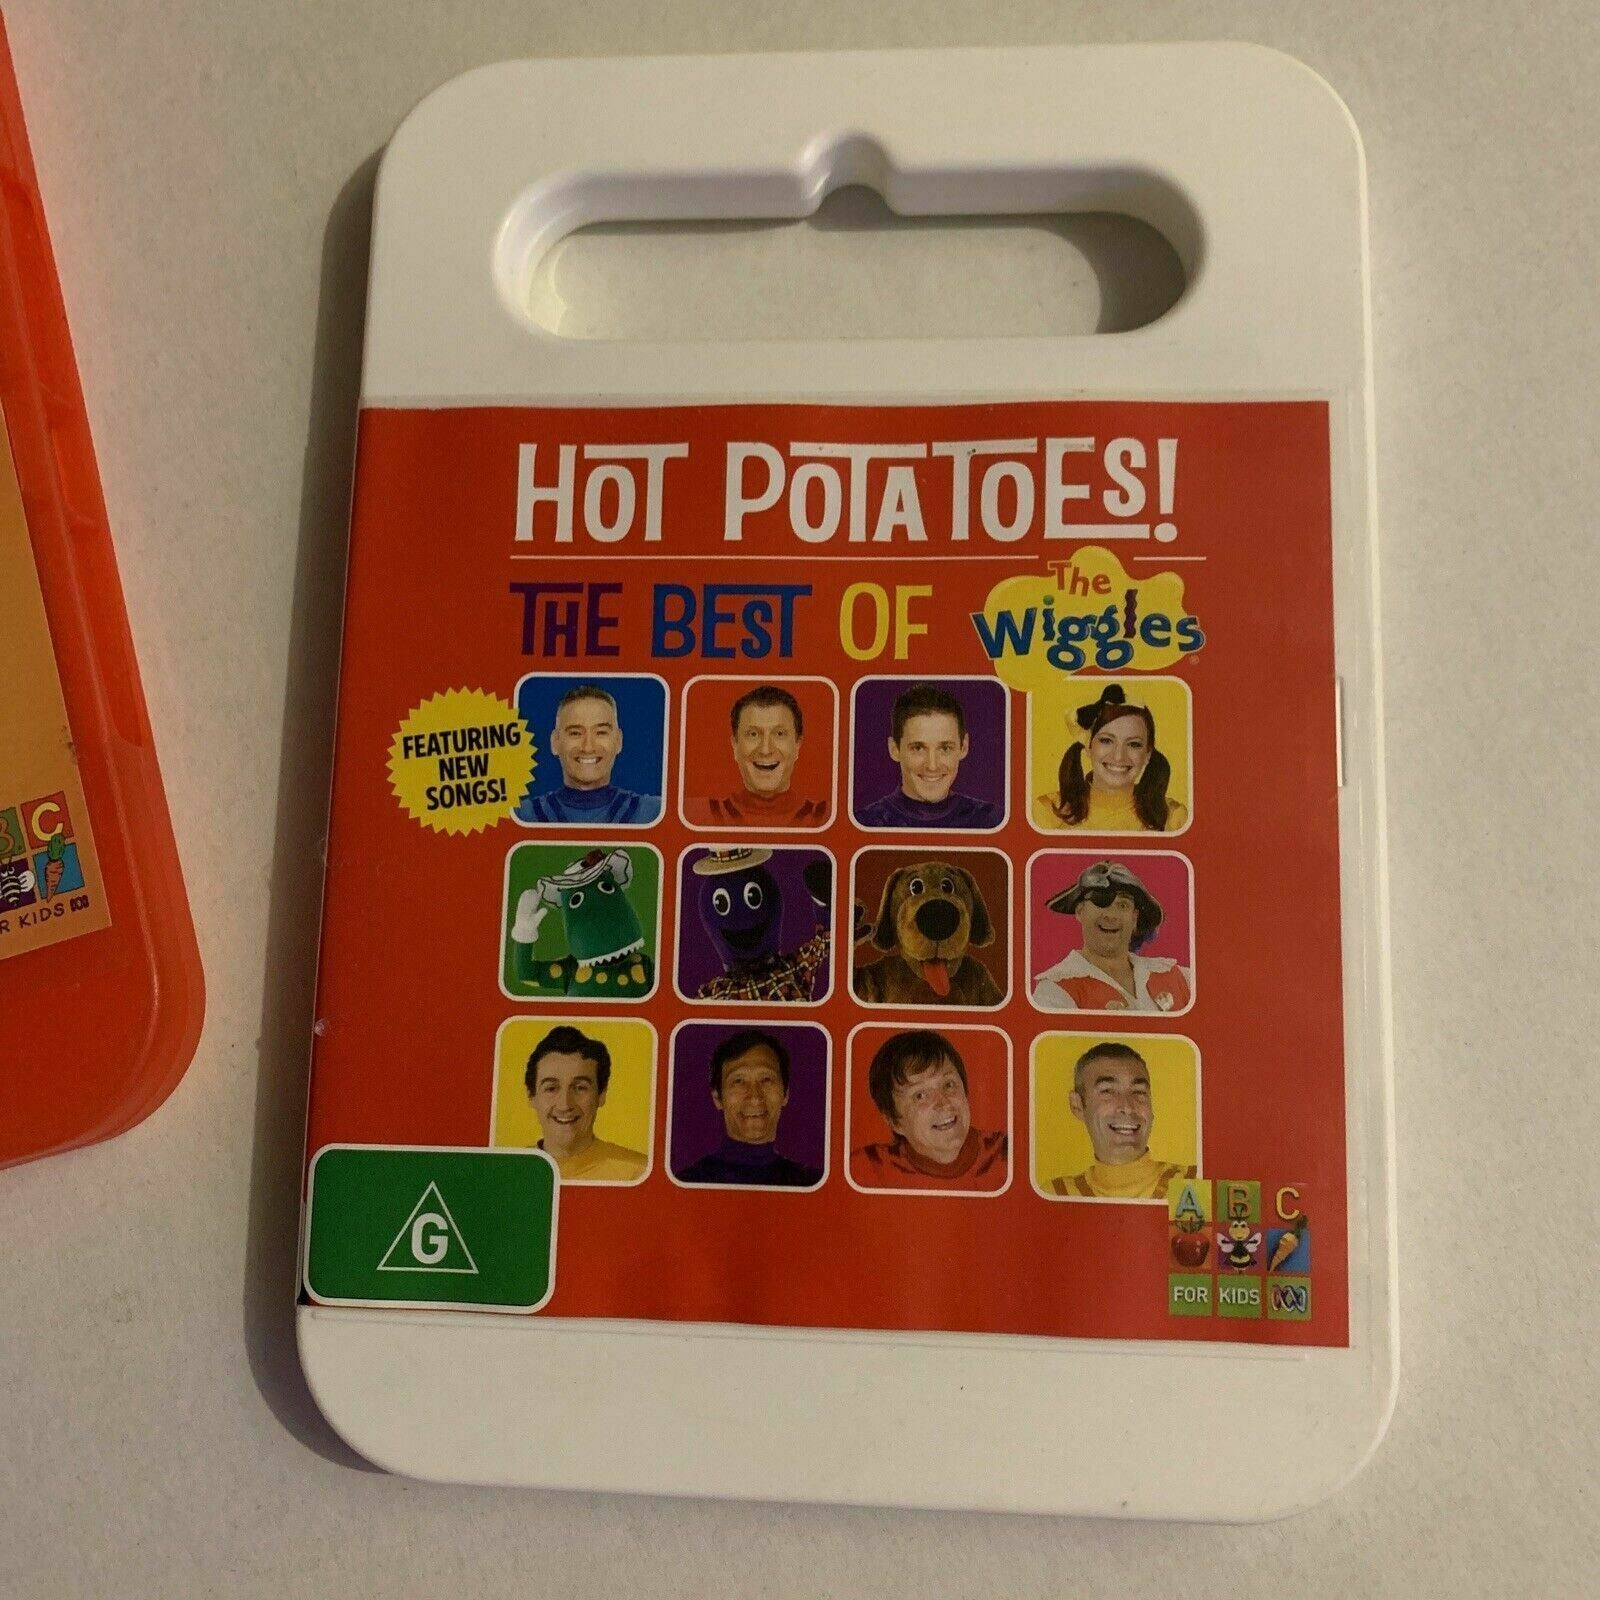 HOT POTATOES!
THE BEST OF The Wiggles
FEATURING
NEW
SONGS!
G
A B C
FOR KIDS
B C
R KIDS